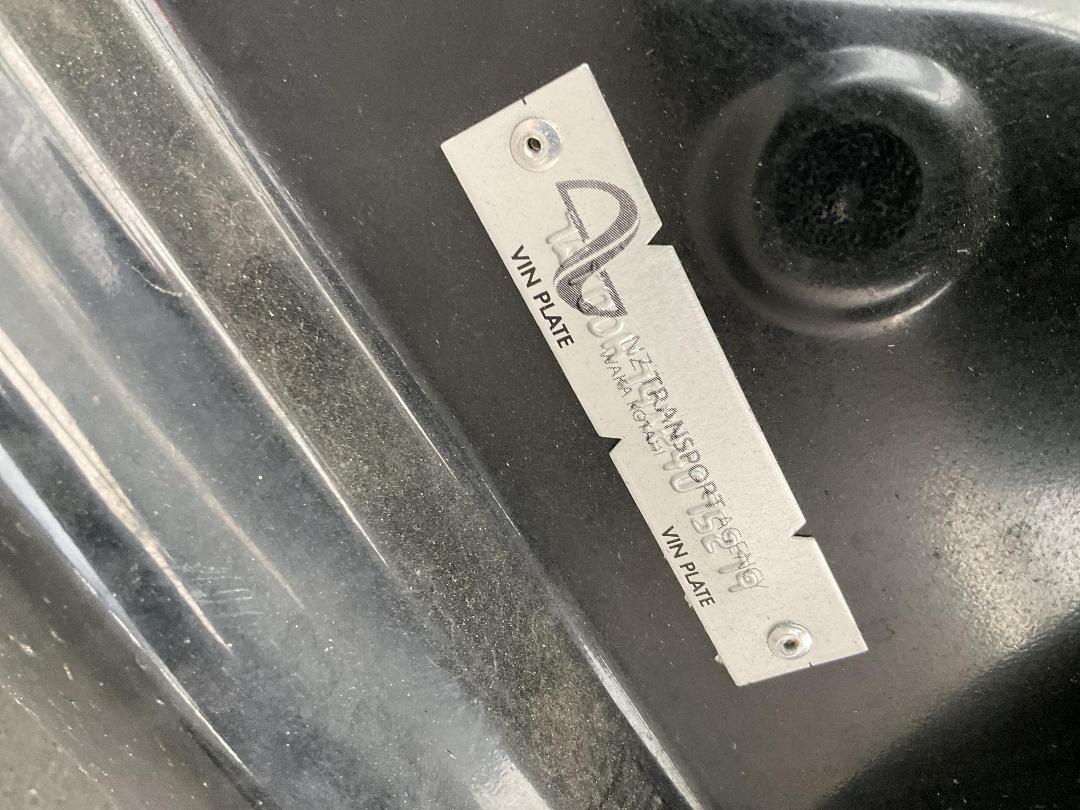 VIN PLATE
NZ TRANSPORT AGENCY
WAKA KOTAHI
VIN PLATE